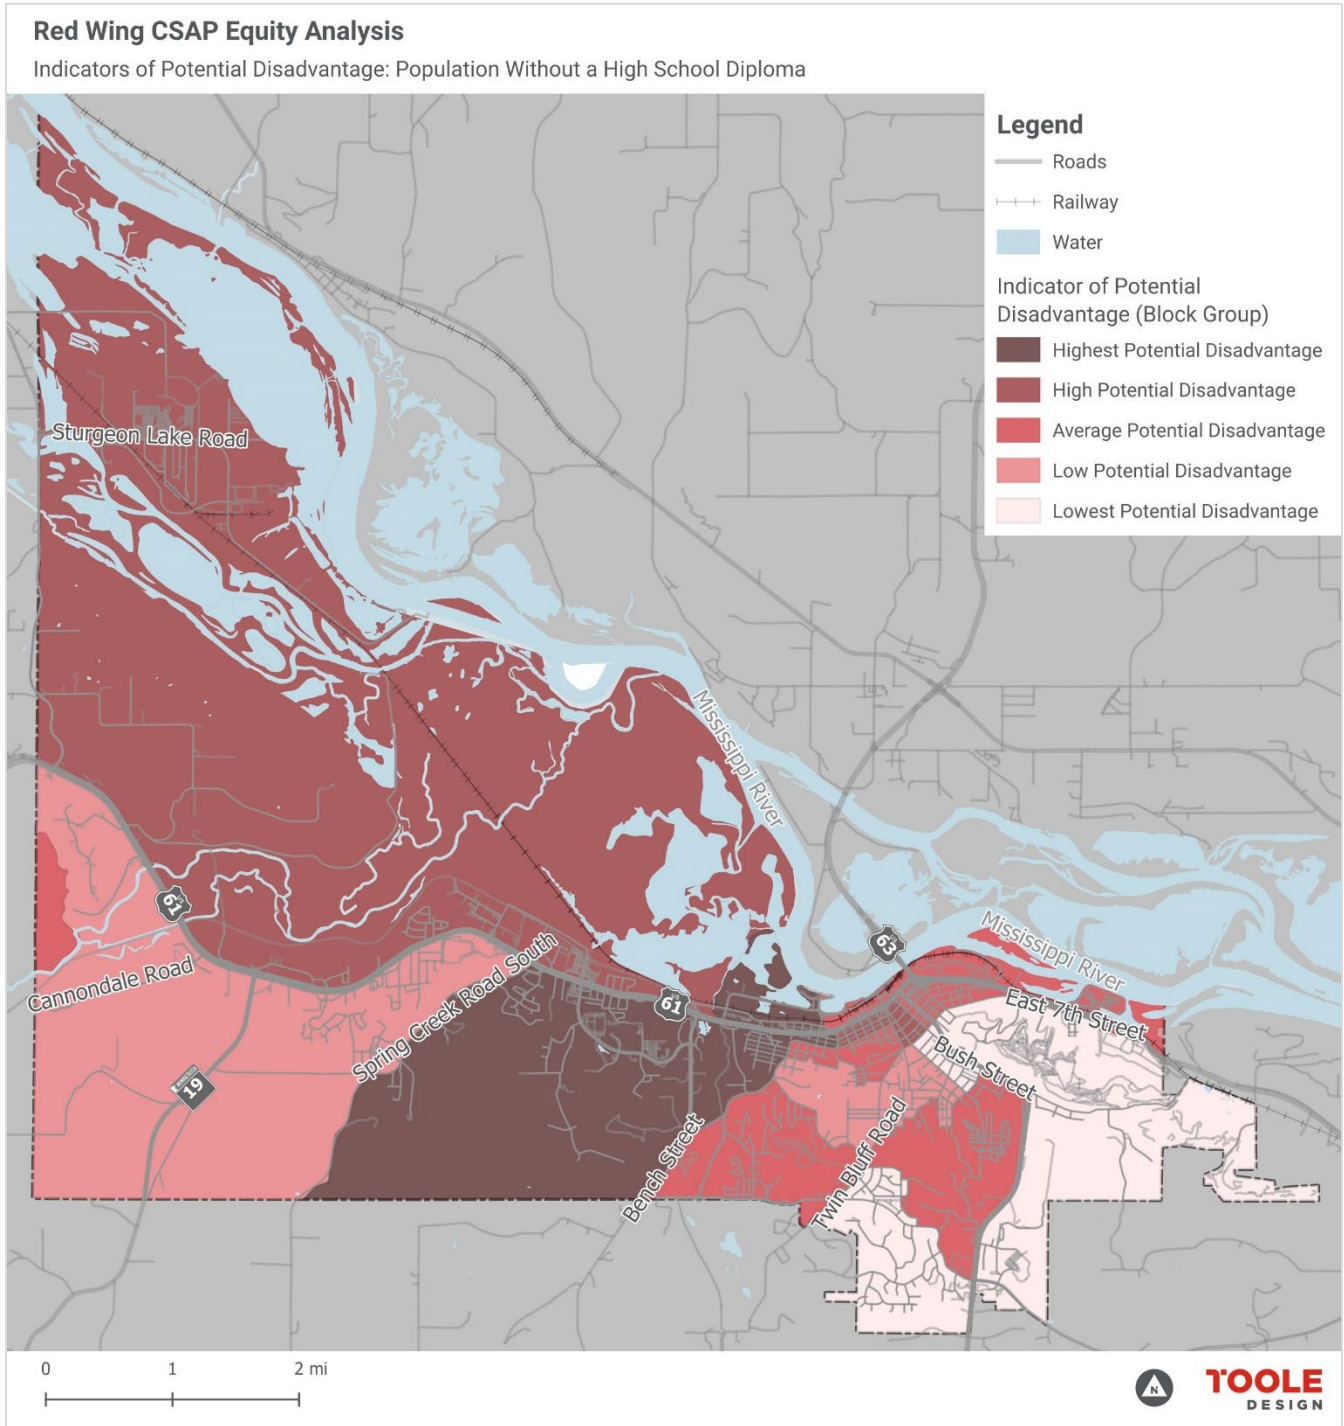 Red Wing CSAP Equity Analysis
Indicators of Potential Disadvantage: Population Without a High School Diploma
Legend
Roads
Railway
Water
Indicator of Potential
Disadvantage (Block Group)
Highest Potential Disadvantage
High Potential Disadvantage
Average Potential Disadvantage
Low Potential Disadvantage
Lowest Potential Disadvantage
Sturgeon Lake Road
Mississippi River
61
Cannondale Road
Spring Creek Road South
61
63
Mississippi River
East 7th Street
Bush Street
MINNESOTA
19
Bench Street
Twin Bluff Road
0 1 2 mi
N
TOOLE
DESIGN